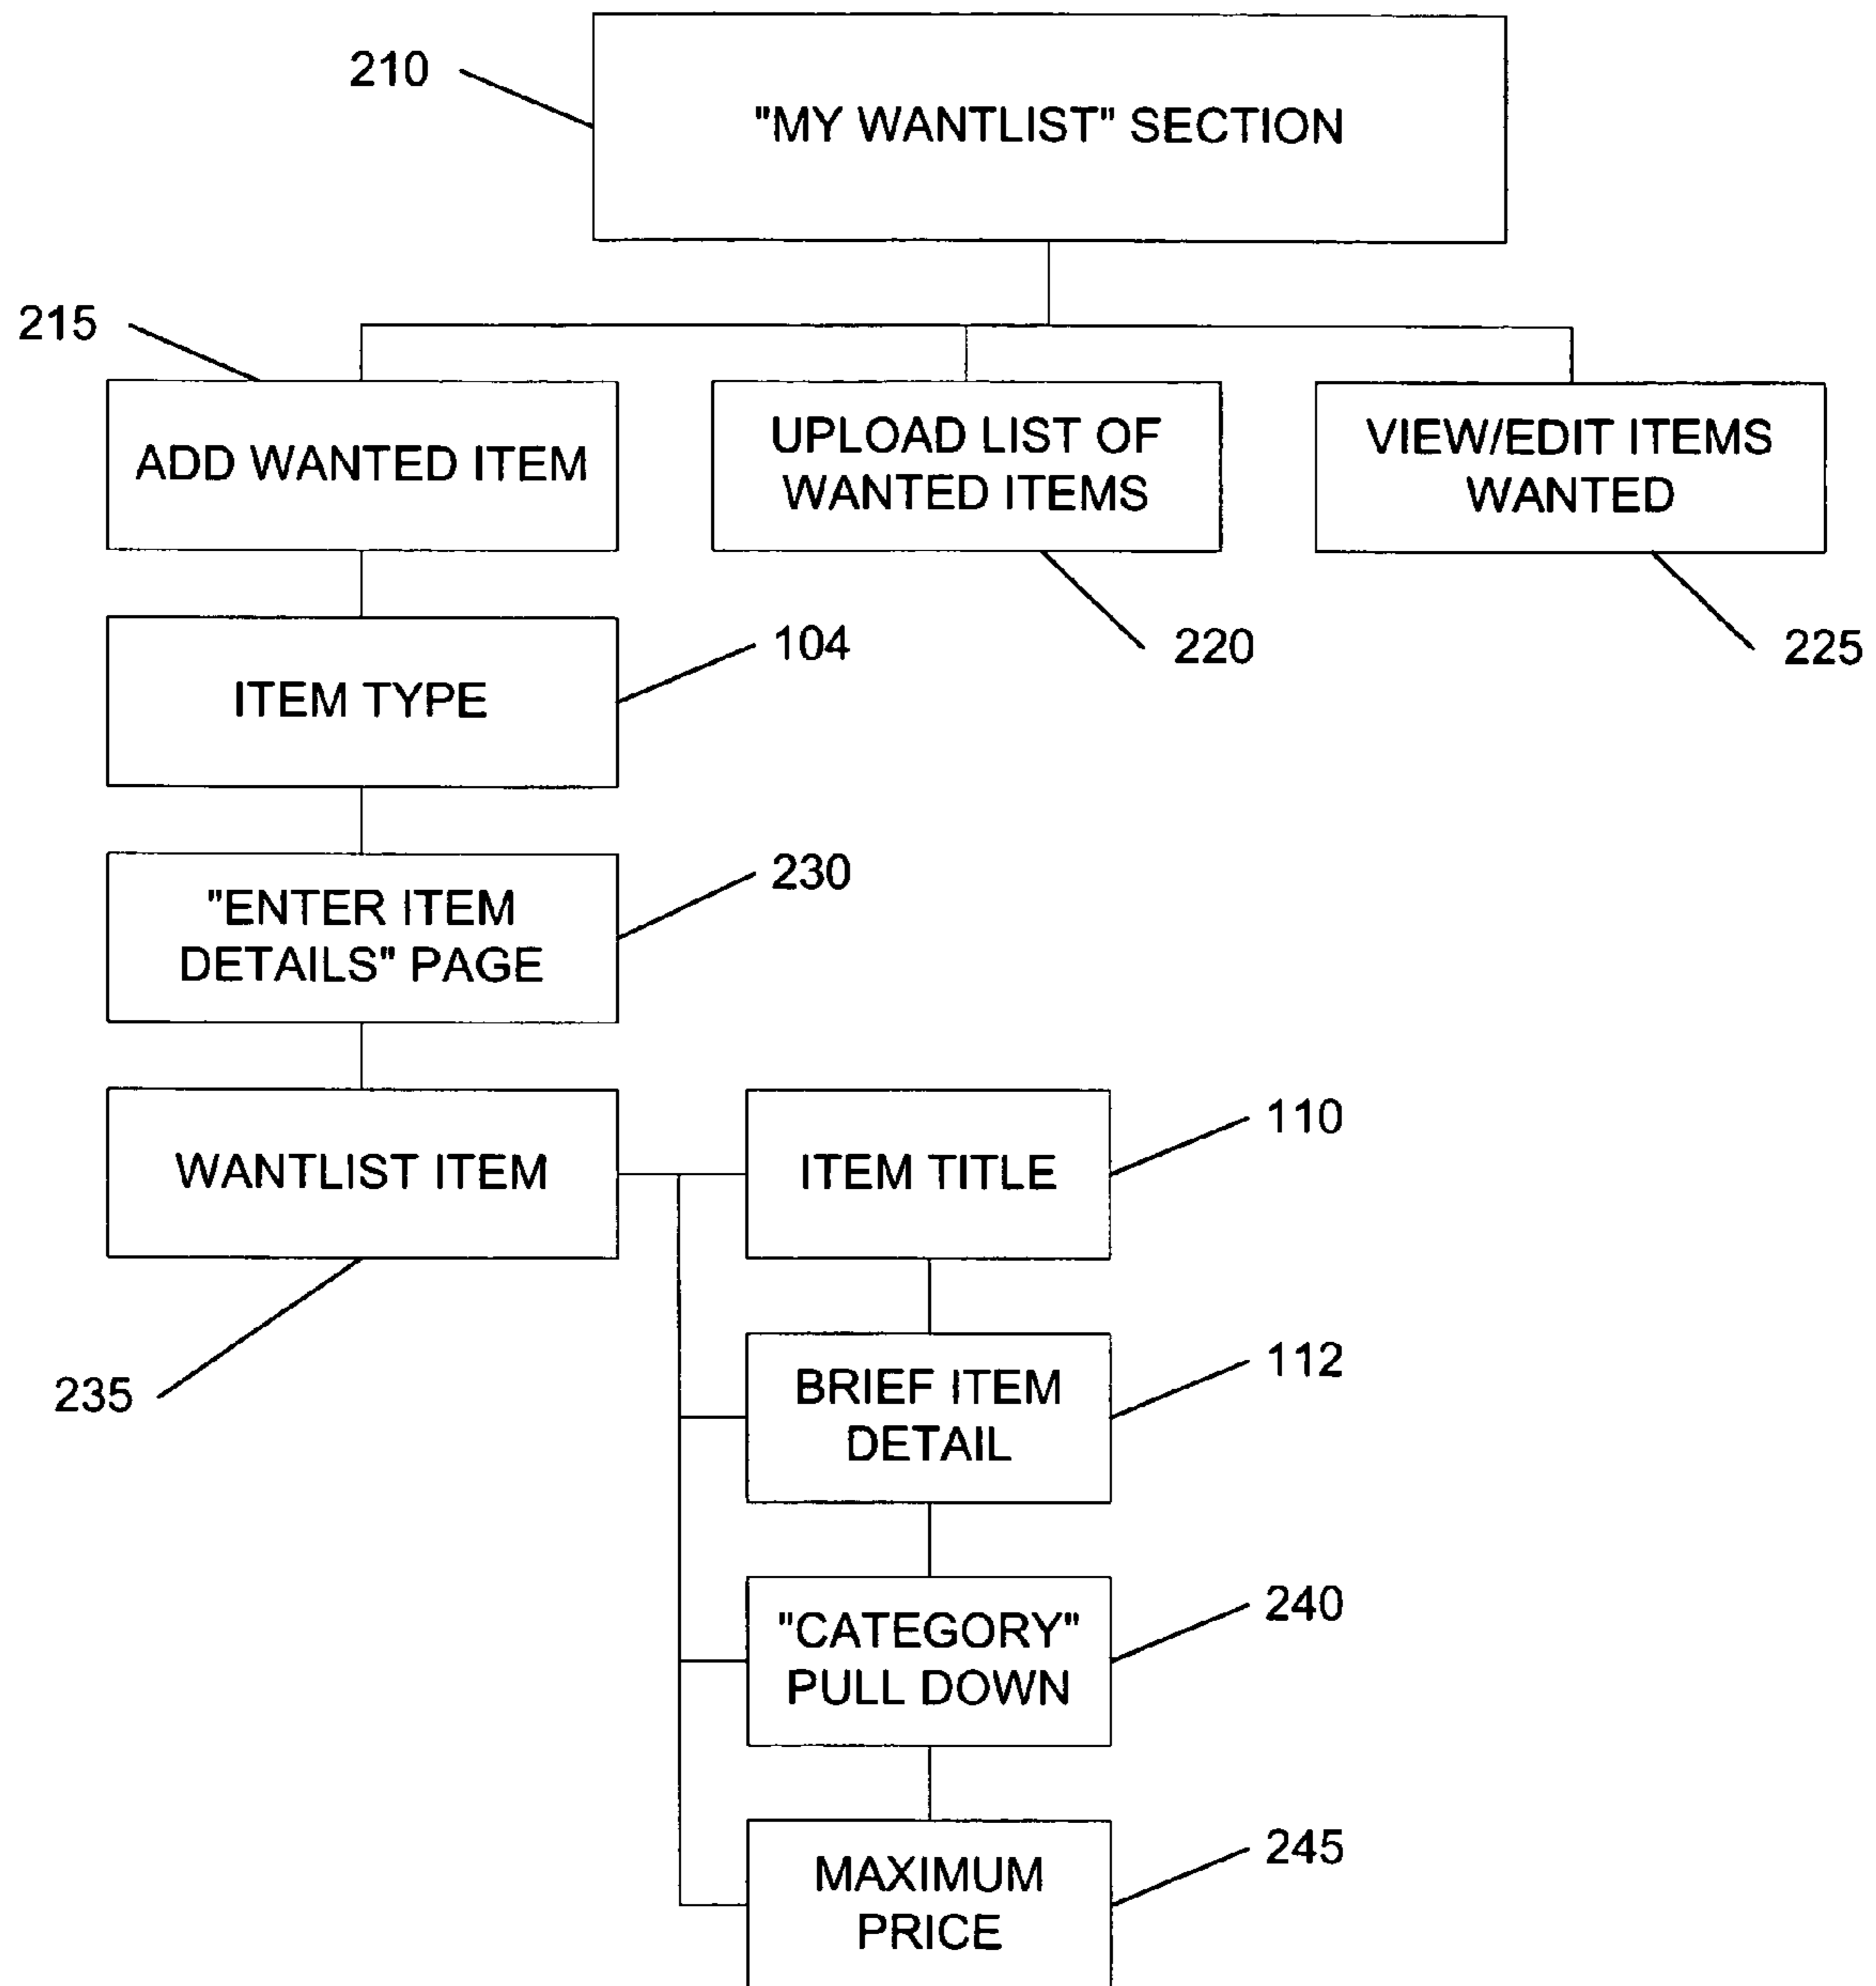 210
"MY WANTLIST" SECTION
215
ADD WANTED ITEM
UPLOAD LIST OF
WANTED ITEMS
VIEW/EDIT ITEMS
WANTED
220
225
ITEM TYPE
104
"ENTER ITEM
DETAILS" PAGE
230
WANTLIST ITEM
235
ITEM TITLE
110
BRIEF ITEM
DETAIL
112
"CATEGORY"
PULL DOWN
240
MAXIMUM
PRICE
245